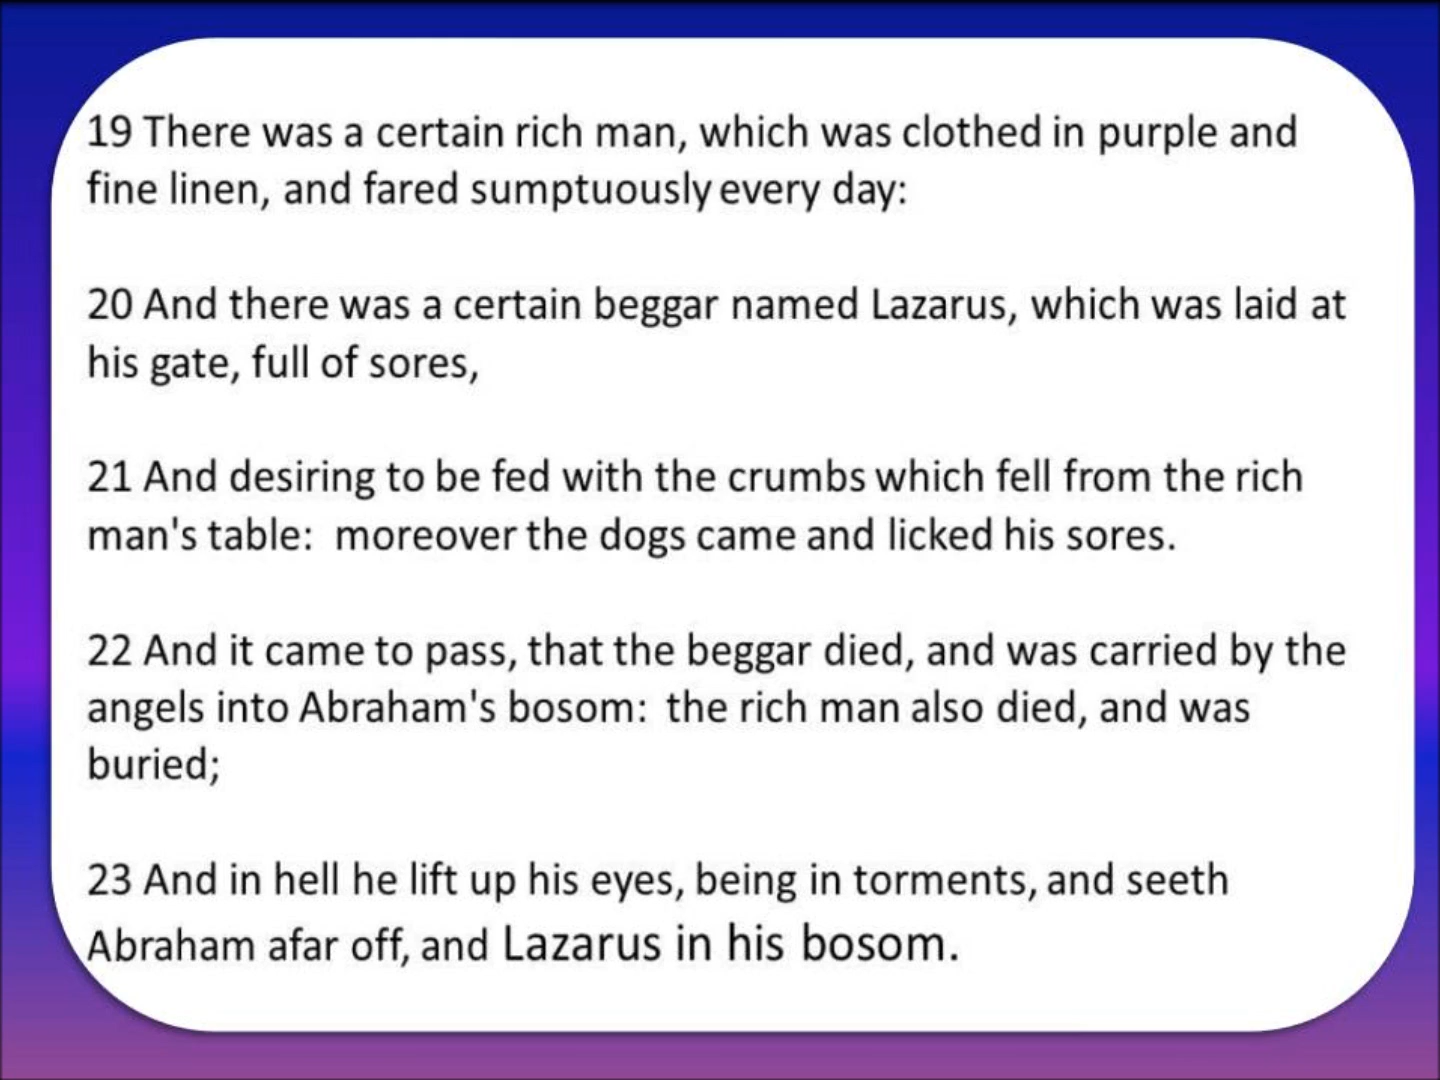 19 There was a certain rich man, which was clothed in purple and
fine linen, and fared sumptuously every day:
20 And there was a certain beggar named Lazarus, which was laid at
his gate, full of sores,
21 And desiring to be fed with the crumbs which fell from the rich
man's table:  moreover the dogs came and licked his sores.
22 And it came to pass, that the beggar died, and was carried by the
angels into Abraham's bosom:  the rich man also died, and was
buried;
23 And in hell he lift up his eyes, being in torments, and seeth
Abraham afar off, and Lazarus in his bosom.